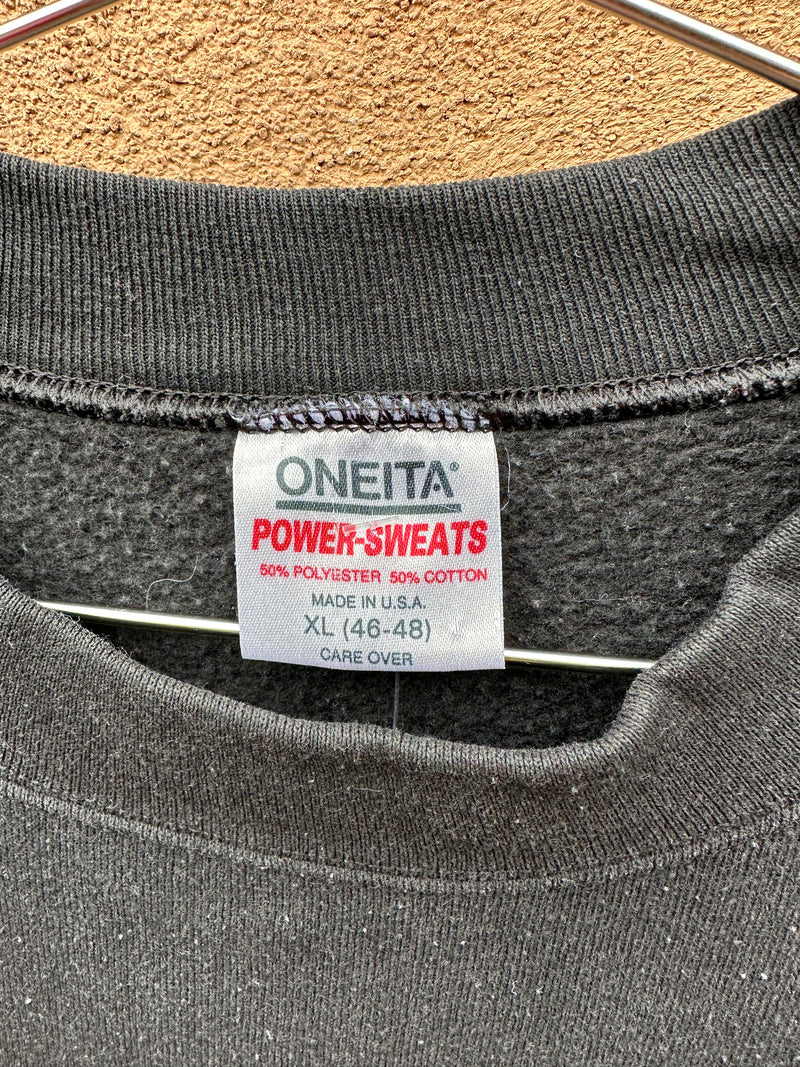 ONEITA®
POWER-SWEATS
50% POLYESTER 50% COTTON
MADE IN U.S.A.
XL (46-48)
CARE OVER